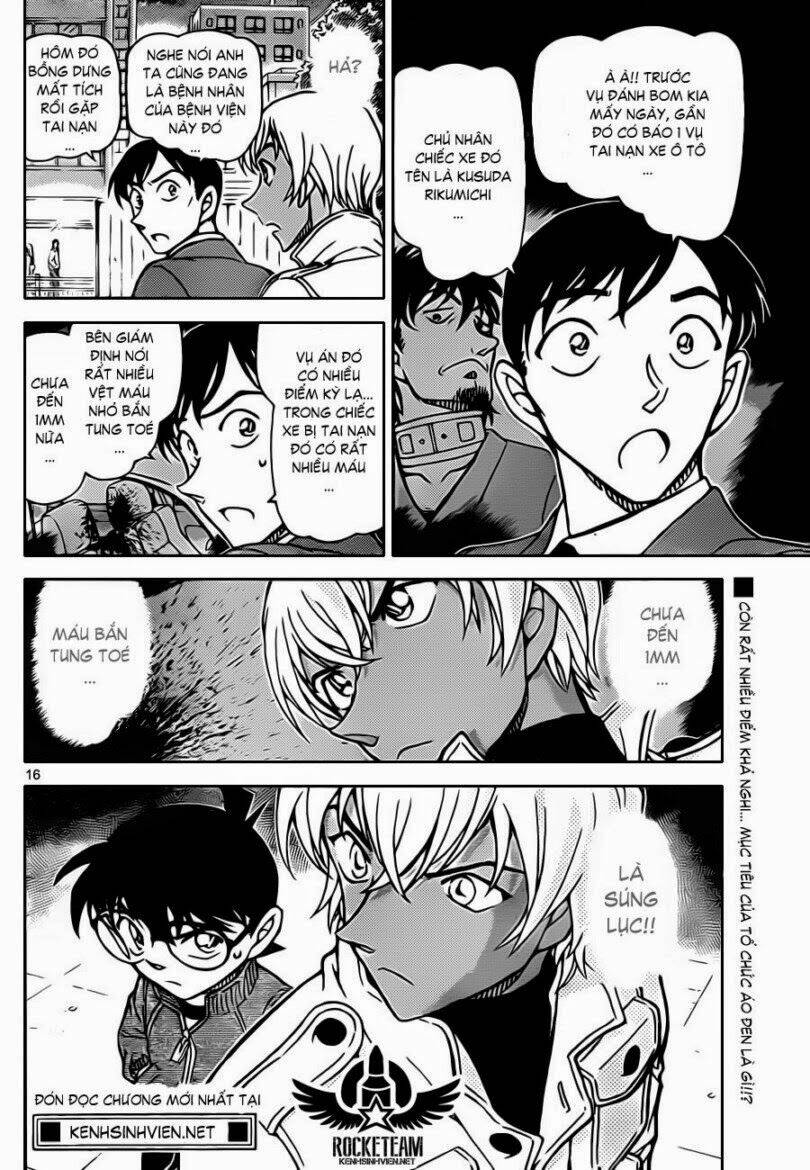 À À!! TRƯỚC
VỤ ĐÁNH BOM KIA
MẤY NGÀY, GẦN
ĐÓ CÓ BÁO 1 VỤ
TAI NẠN XE Ô TÔ
...
CHỦ NHÂN
CHIẾC XE ĐÓ
TÊN LÀ KUSUDA
RIKUMICHI
...
HẢ?
NGHE NÓI ANH
TA CŨNG ĐANG
LÀ BỆNH NHÂN
CỦA BỆNH VIỆN
NÀY ĐÓ
...
HÔM ĐÓ
BỖNG DƯNG
MẤT TÍCH
RỒI GẶP
TAI NẠN
...
VỤ ÁN ĐÓ
CÓ NHIỀU
ĐIỂM KỲ LẠ...
TRONG CHIẾC
XE BỊ TAI NẠN
ĐÓ CÓ RẤT
NHIỀU MÁU
BÊN GIÁM
ĐỊNH NÓI
RẤT NHIỀU
VỆT MÁU
NHỎ BẮN
TUNG TOÉ
...
CHƯA
ĐẾN
1MM
NỮA
...
CHƯA
ĐẾN
1MM
...
MÁU BẮN
TUNG TOÉ
...
16
LÀ
SÚNG
LỤC!!
CÒN RẤT NHIỀU ĐIỂM KHẢ NGHI... MỤC TIÊU CỦA TỔ CHỨC ÁO ĐEN LÀ GÌ!!?
ĐÓN ĐỌC CHƯƠNG MỚI NHẤT TẠI
KENHSINHVIEN.NET
ROCKETEAM
KENHSINHVIEN.NET